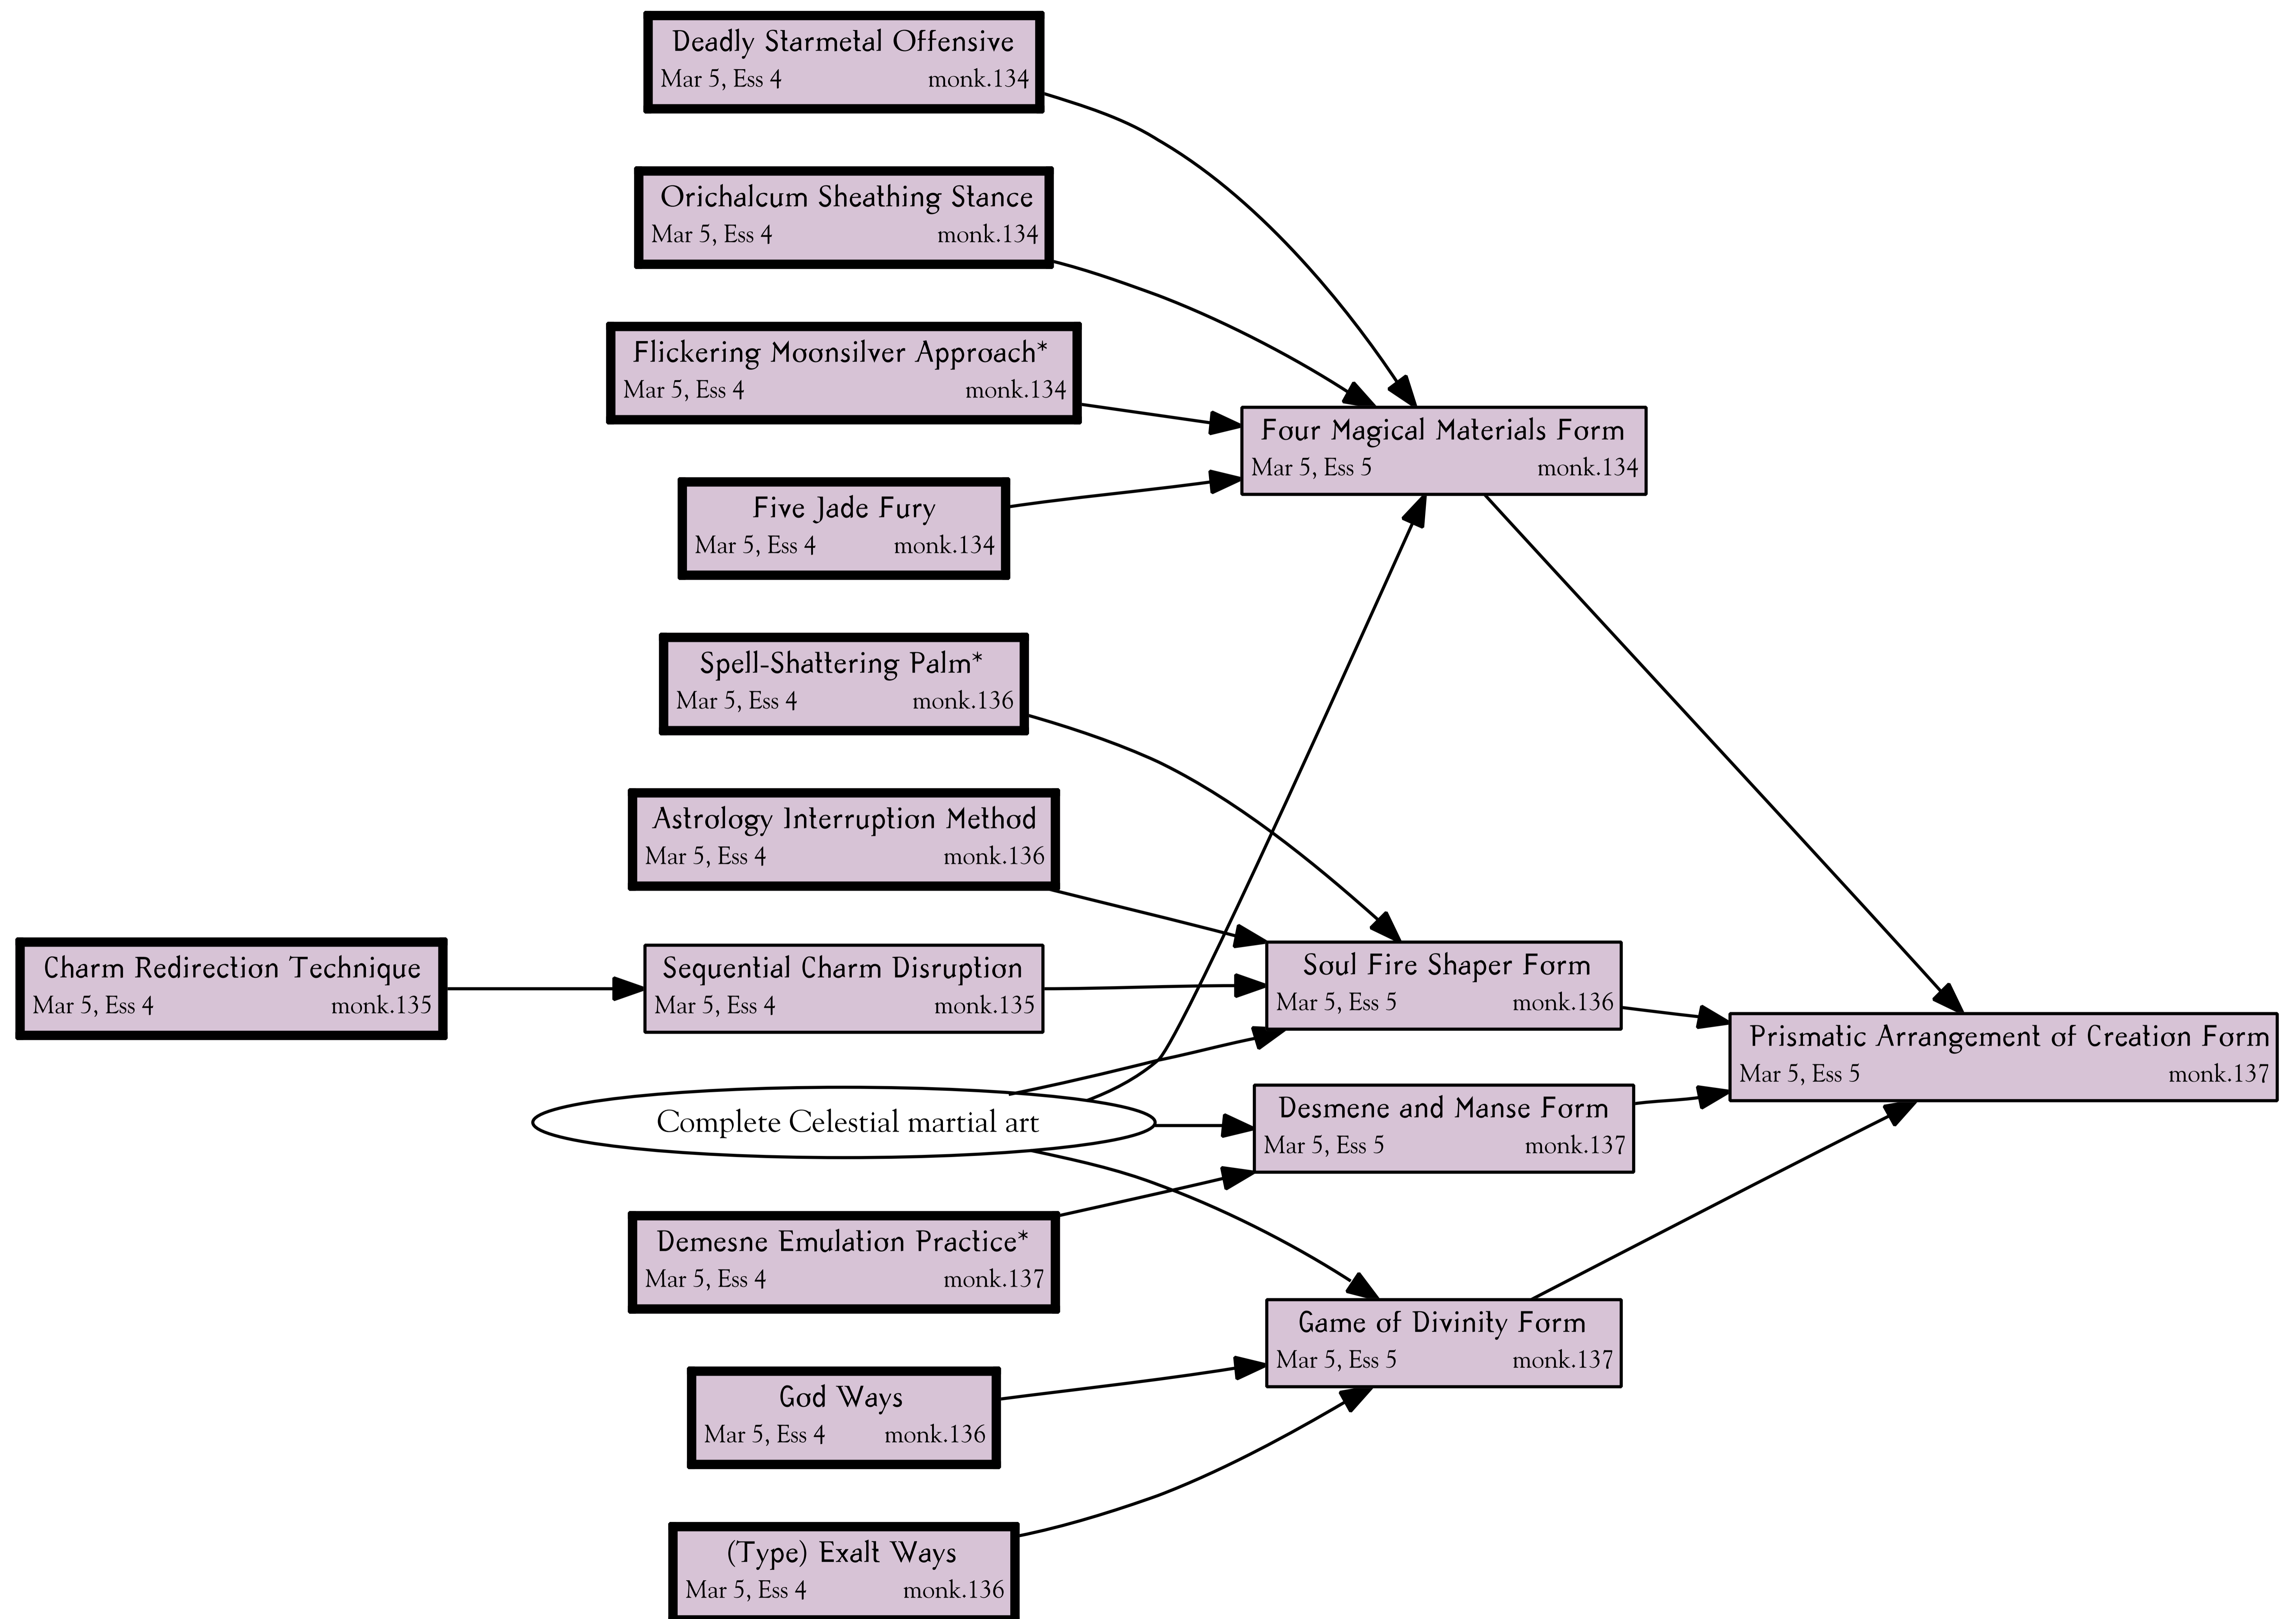 Deadly Starmetal Offensive
Mar 5, Ess 4 monk.134
Orichalcum Sheathing Stance
Mar 5, Ess 4 monk.134
Flickering Moonsilver Approach*
Mar 5, Ess 4 monk.134
Four Magical Materials Form
Mar 5, Ess 5 monk.134
Five Jade Fury
Mar 5, Ess 4 monk.134
Spell-Shattering Palm*
Mar 5, Ess 4 monk.136
Astrology Interruption Method
Mar 5, Ess 4 monk.136
Charm Redirection Technique
Mar 5, Ess 4 monk.135
Sequential Charm Disruption
Mar 5, Ess 4 monk.135
Soul Fire Shaper Form
Mar 5, Ess 5 monk.136
Prismatic Arrangement of Creation Form
Mar 5, Ess 5 monk.137
Complete Celestial martial art
Desmene and Manse Form
Mar 5, Ess 5 monk.137
Demesne Emulation Practice*
Mar 5, Ess 4 monk.137
Game of Divinity Form
Mar 5, Ess 5 monk.137
God Ways
Mar 5, Ess 4 monk.136
(Type) Exalt Ways
Mar 5, Ess 4 monk.136